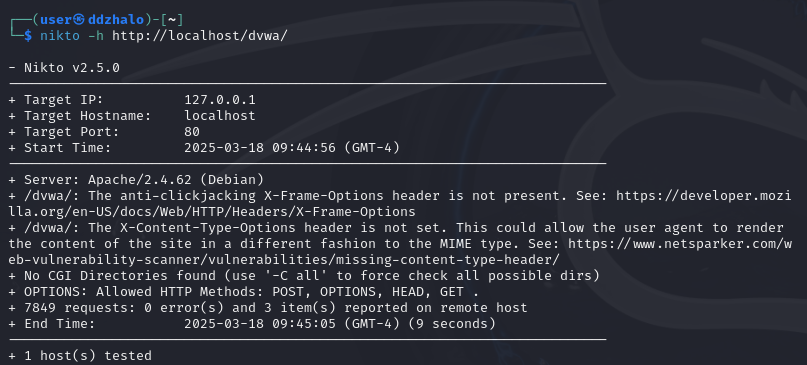 ┌──(user㉿ddzhalo)-[~]
└─$ nikto -h http://localhost/dvwa/
- Nikto v2.5.0
---------------------------------------------------------------------------
+ Target IP:          127.0.0.1
+ Target Hostname:    localhost
+ Target Port:        80
+ Start Time:         2025-03-18 09:44:56 (GMT-4)
---------------------------------------------------------------------------
+ Server: Apache/2.4.62 (Debian)
+ /dvwa/: The anti-clickjacking X-Frame-Options header is not present. See: https://developer.mozi
lla.org/en-US/docs/Web/HTTP/Headers/X-Frame-Options
+ /dvwa/: The X-Content-Type-Options header is not set. This could allow the user agent to render
the content of the site in a different fashion to the MIME type. See: https://www.netsparker.com/w
eb-vulnerability-scanner/vulnerabilities/missing-content-type-header/
+ No CGI Directories found (use '-C all' to force check all possible dirs)
+ OPTIONS: Allowed HTTP Methods: POST, OPTIONS, HEAD, GET .
+ 7849 requests: 0 error(s) and 3 item(s) reported on remote host
+ End Time:           2025-03-18 09:45:05 (GMT-4) (9 seconds)
---------------------------------------------------------------------------
+ 1 host(s) tested